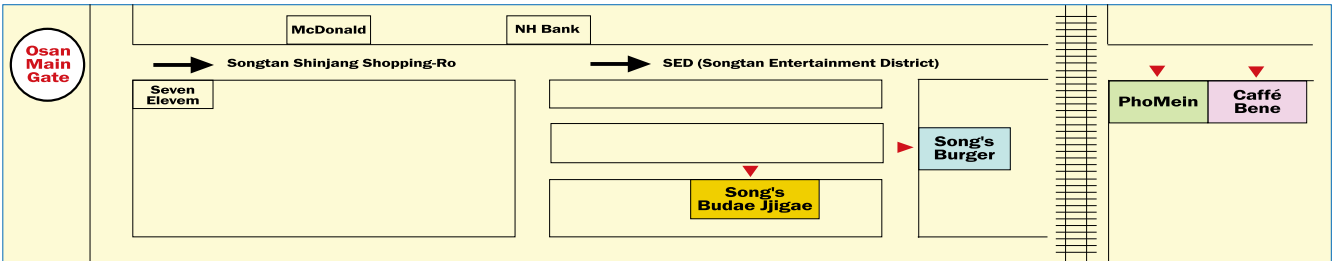 Osan
Main
Gate
McDonald
NH Bank
Songtan Shinjang Shopping-Ro
SED (Songtan Entertainment District)
Seven
Elevem
PhoMein
Caffé
Bene
Song's
Burger
Song's
Budae Jjigae